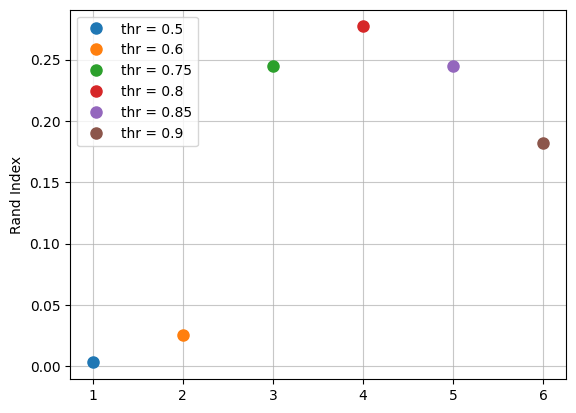 thr = 0.5
thr = 0.6
thr = 0.75
thr = 0.8
thr = 0.85
thr = 0.9
Rand Index
0.25
0.20
0.15
0.10
0.05
0.00
1 2 3 4 5 6